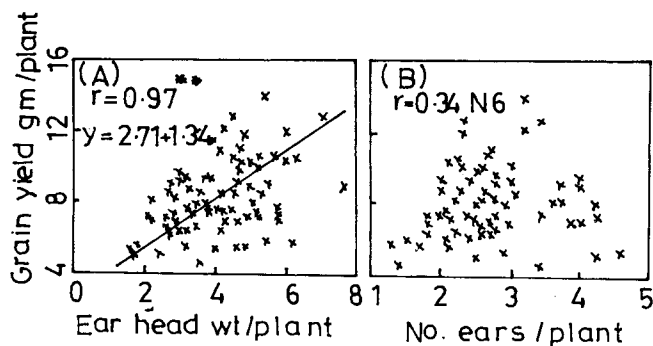 Grain yield gm/plant
16
12
8
4
(A)
r=0.97
y=2.71+1.34
0 2 4 6 8
Ear head wt/plant
(B)
r=0.34 N6
1 2 3 4 5
No. ears/plant